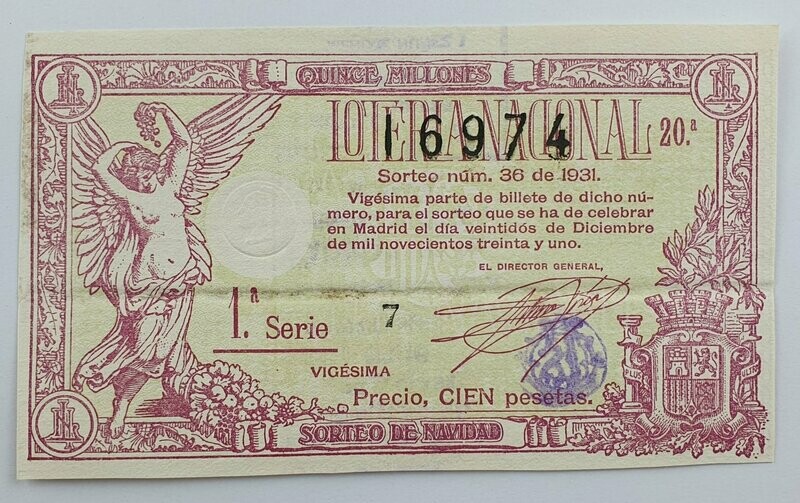 QUINCE MILLONES
LOTERIA NACIONAL
16974
20.ª
Sorteo núm. 36 de 1931.
Vigésima parte de billete de dicho nú-
mero, para el sorteo que se ha de celebrar
en Madrid el día veintidós de Diciembre
de mil novecientos treinta y uno.
EL DIRECTOR GENERAL,
1.ª Serie
7
VIGÉSIMA
Precio, CIEN pesetas.
SORTEO DE NAVIDAD